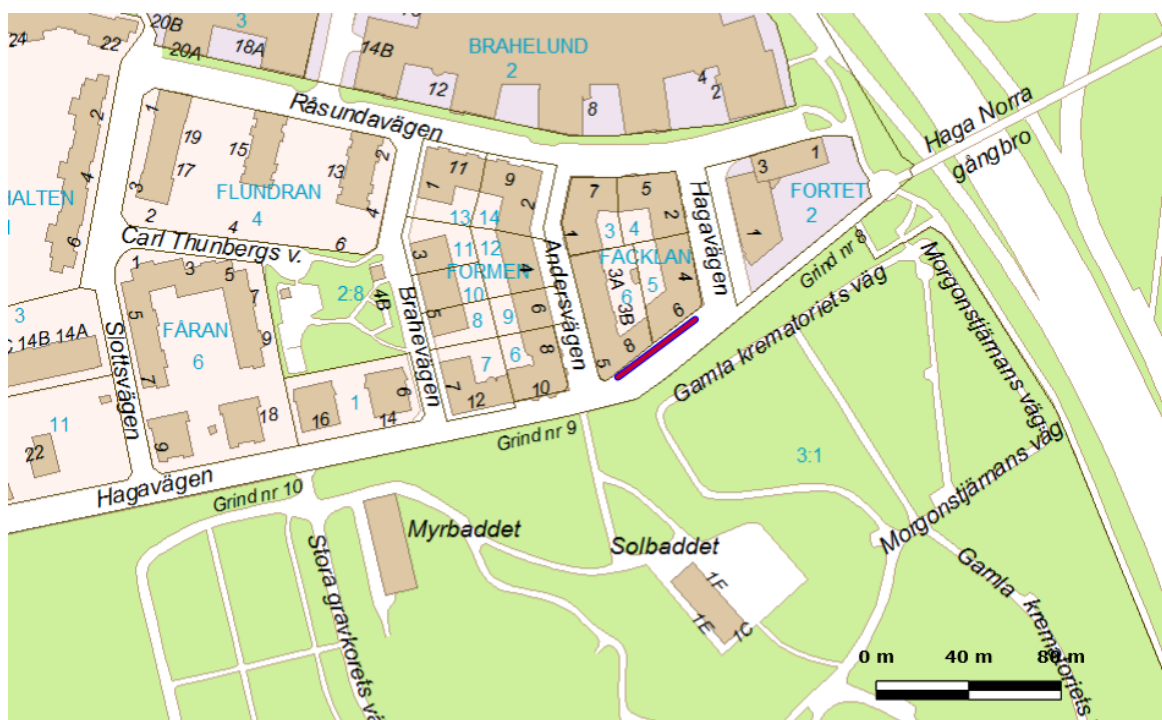 20B
3
24
22
20A
18A
14B
BRAHELUND
2
12
8
4
2
Råsundavägen
Haga Norra
gångbro
1
2
19
15
17
13
2
3
4
FLUNDRAN
4
2
4
6
Carl Thunbergs v.
4
6
11
9
1
2
13
14
3
11
12
FORMEN
4
10
5
8
9
6
8
7
6
7
12
10
Brahevägen
Andersvägen
7
5
1
2
3
4
FACKLAN
3A
5
4
6
3B
6
8
5
Hagavägen
3
1
FORTET
2
1
Grind nr 8
2:8
4B
1
3
5
7
5
FÅRAN
6
9
7
9
18
Slottsvägen
3
14B
14A
11
22
16
1
6
14
Hagavägen
Grind nr 9
Grind nr 10
Gamla krematoriets väg
Morgonstjärnans väg
3:1
Morgonstjärnans väg
Myrbaddet
Solbaddet
1F
1E
1C
Stora gravkorets
Gamla krematoriets
0 m
40 m
80 m